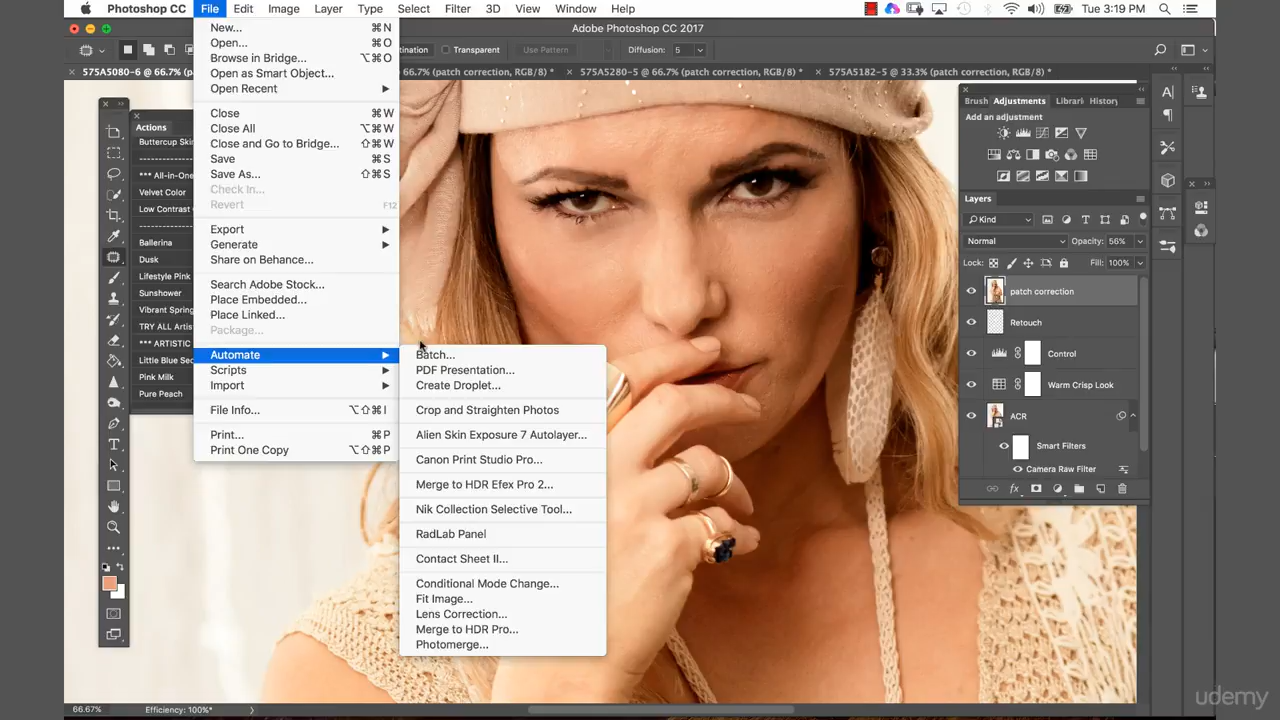 Photoshop CC File Edit Image Layer Type Select Filter 3D View Window Help Tue 3:19 PM
Adobe Photoshop CC 2017
Transparent Use Pattern Diffusion: 5
575A5080-6 @ 66.7% (patch correction, RGB/8) 66.7% (patch correction, RGB/8) * 575A5280-5 @ 66.7% (patch correction, RGB/8) * 575A5182-5 @ 33.3% (patch correction, RGB/8) *
New... ⌘N
Open... ⌘O
Browse in Bridge... ⌥⌘O
Open as Smart Object...
Open Recent
Close ⌘W
Close All ⌥⌘W
Close and Go to Bridge... ⇧⌘W
Save ⌘S
Save As... ⇧⌘S
Check In...
Revert F12
Export
Generate
Share on Behance...
Search Adobe Stock...
Place Embedded...
Place Linked...
Package...
Automate
Scripts
Import
File Info... ⌥⇧⌘I
Print... ⌘P
Print One Copy ⌥⇧⌘P
Batch...
PDF Presentation...
Create Droplet...
Crop and Straighten Photos
Alien Skin Exposure 7 Autolayer...
Canon Print Studio Pro...
Merge to HDR Efex Pro 2...
Nik Collection Selective Tool...
RadLab Panel
Contact Sheet II...
Conditional Mode Change...
Fit Image...
Lens Correction...
Merge to HDR Pro...
Photomerge...
Actions
Buttercup Skin
*** All-in-One
Velvet Color
Low Contrast
Ballerina
Dusk
Lifestyle Pink
Sunshower
Vibrant Spring
TRY ALL Artis
*** ARTISTIC
Little Blue Se
Pink Milk
Pure Peach
Brush Adjustments Librari History
Add an adjustment
Layers
Kind
Normal Opacity: 56%
Lock: Fill: 100%
patch correction
Retouch
Control
Warm Crisp Look
ACR
Smart Filters
Camera Raw Filter
66.67% Efficiency: 100%*
udemy